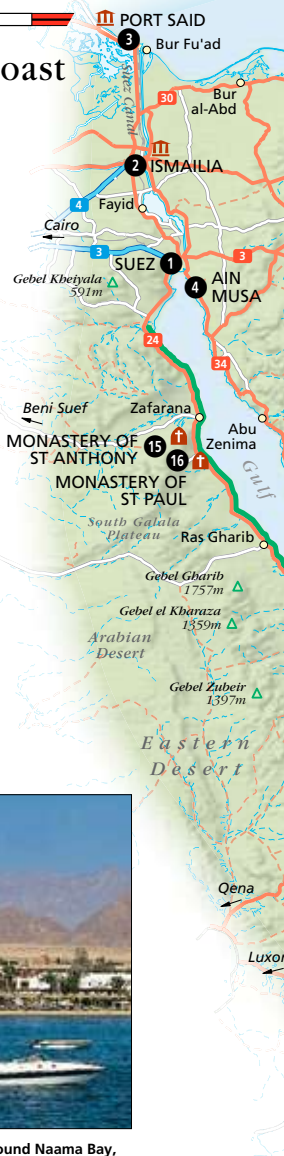 PORT SAID
3
Bur Fu'ad
oast
Suez Canal
Bur
al-Abd
30
2
ISMAILIA
4
Fayid
Cairo
3
SUEZ
1
3
Gebel Kheiyala
591m
4
AIN
MUSA
24
34
Beni Suef
Zafarana
Abu
Zenima
MONASTERY OF
ST ANTHONY
15
16
MONASTERY OF
ST PAUL
Gulf
South Galala
Plateau
Ras Gharib
Gebel Gharib
1757m
Gebel el Kharaza
1359m
Arabian
Desert
Gebel Zubeir
1397m
Eastern
Desert
Qena
Luxor
ound Naama Bay,